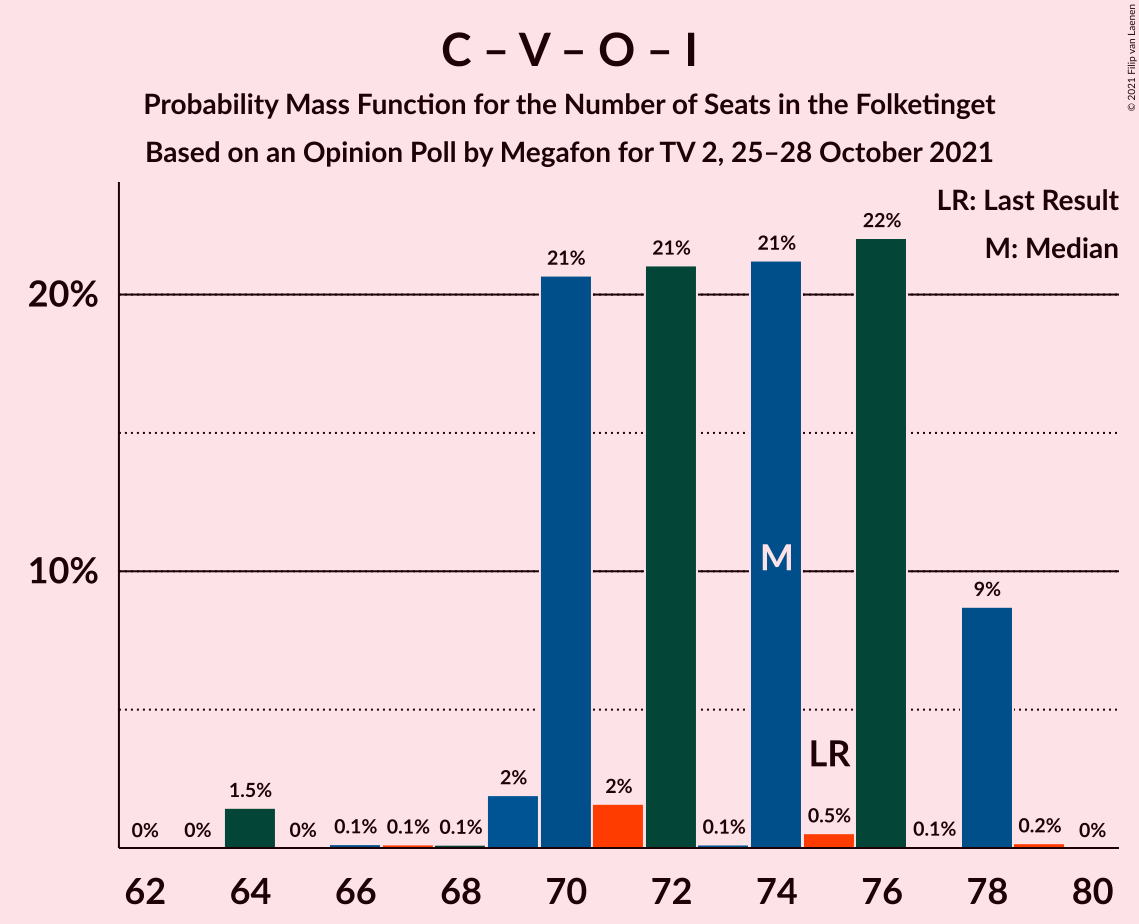 C – V – O – I
Probability Mass Function for the Number of Seats in the Folketinget
Based on an Opinion Poll by Megafon for TV 2, 25–28 October 2021
© 2021 Filip van Laenen
LR: Last Result
M: Median
20%
10%
0% 0% 1.5% 0% 0.1% 0.1% 0.1% 2% 21% 2% 21% 0.1% 21% 0.5% 22% 0.1% 9% 0.2% 0%
M
LR
62 64 66 68 70 72 74 76 78 80